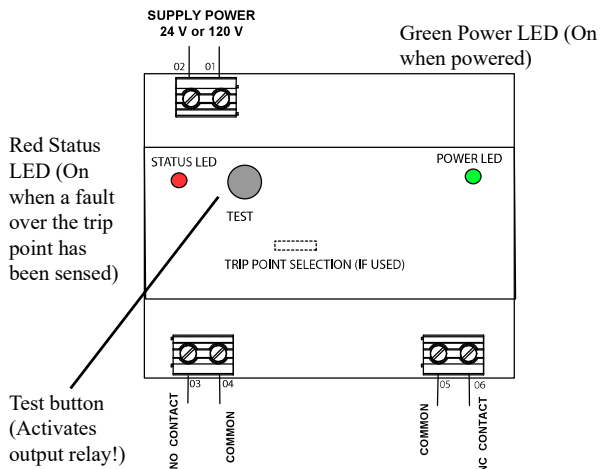 SUPPLY POWER
24 V or 120 V
Green Power LED (On
when powered)
02 01
Red Status
LED (On
when a fault
over the trip
point has
been sensed)
STATUS LED
POWER LED
TEST
TRIP POINT SELECTION (IF USED)
03 04
05 06
Test button
(Activates
output relay!)
NO CONTACT
COMMON
COMMON
NC CONTACT